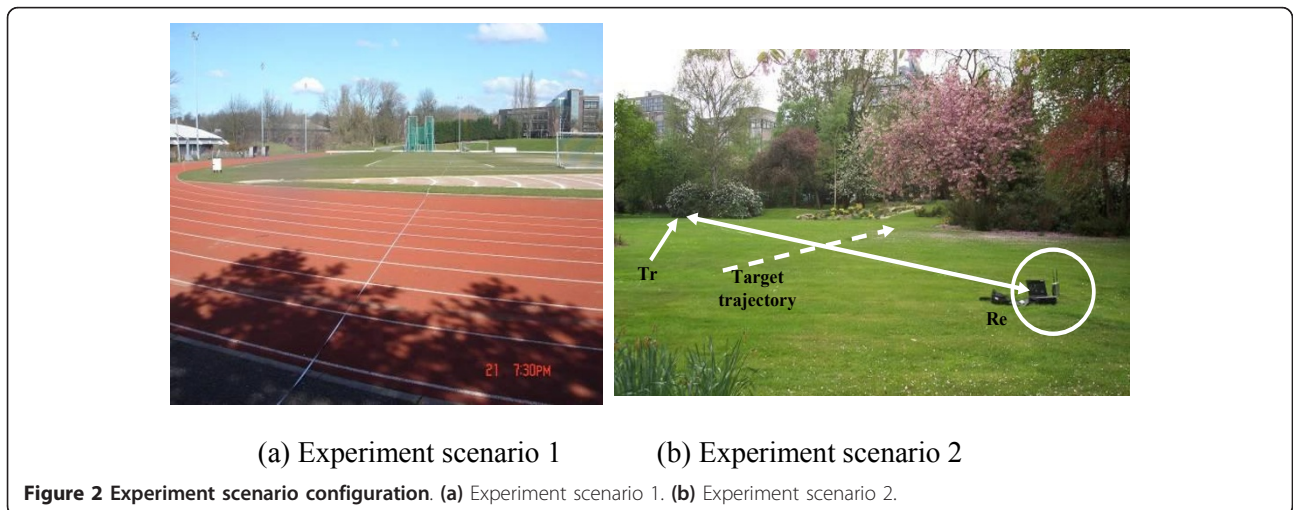 21 7:30PM
Tr
Target
trajectory
Re
(a) Experiment scenario 1
(b) Experiment scenario 2
Figure 2 Experiment scenario configuration. (a) Experiment scenario 1. (b) Experiment scenario 2.